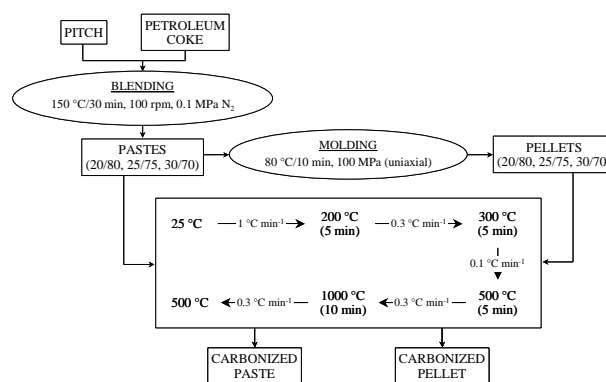 PITCH
PETROLEUM
COKE
BLENDING
150 °C/30 min, 100 rpm, 0.1 MPa N₂
PASTES
(20/80, 25/75, 30/70)
MOLDING
80 °C/10 min, 100 MPa (uniaxial)
PELLETS
(20/80, 25/75, 30/70)
25 °C
1 °C min⁻¹
200 °C
(5 min)
0.3 °C min⁻¹
300 °C
(5 min)
0.1 °C min⁻¹
500 °C
0.3 °C min⁻¹
1000 °C
(10 min)
0.3 °C min⁻¹
500 °C
(5 min)
CARBONIZED
PASTE
CARBONIZED
PELLET